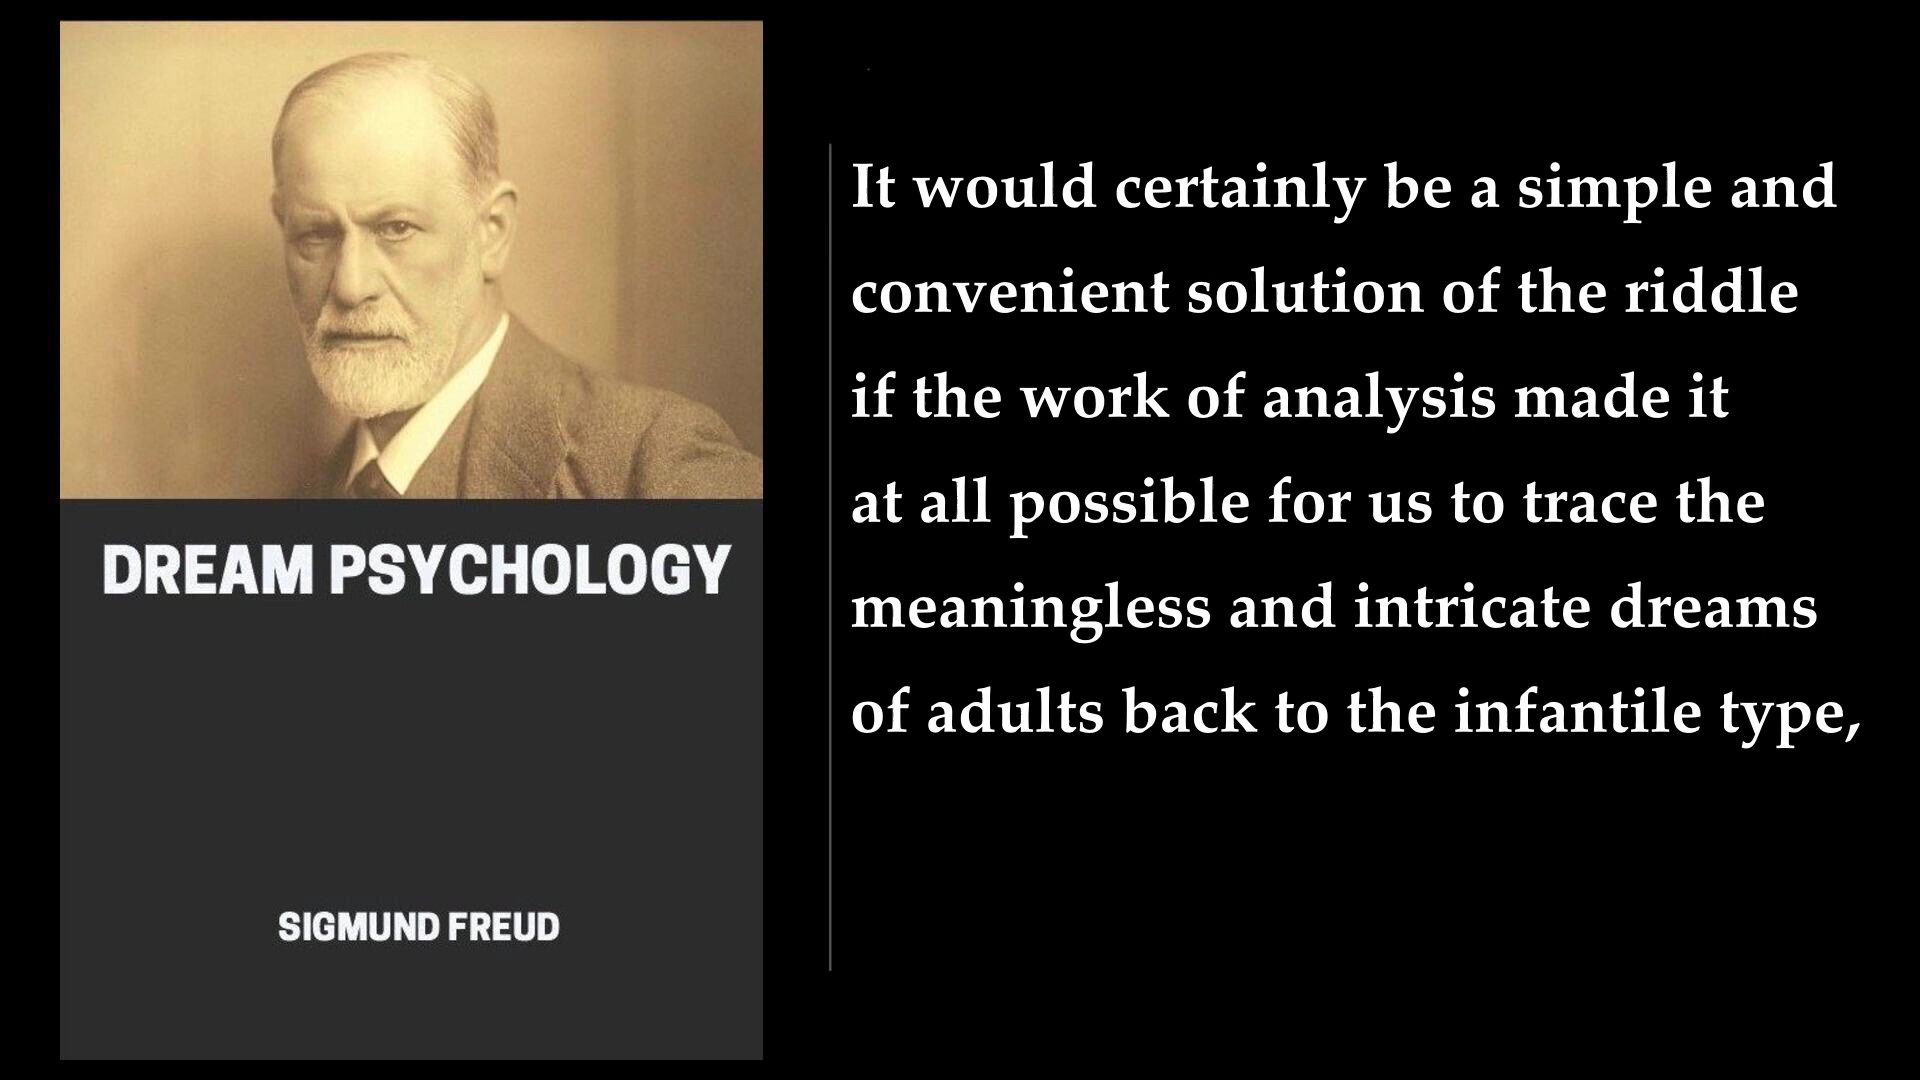 DREAM PSYCHOLOGY
SIGMUND FREUD
It would certainly be a simple and
convenient solution of the riddle
if the work of analysis made it
at all possible for us to trace the
meaningless and intricate dreams
of adults back to the infantile type,